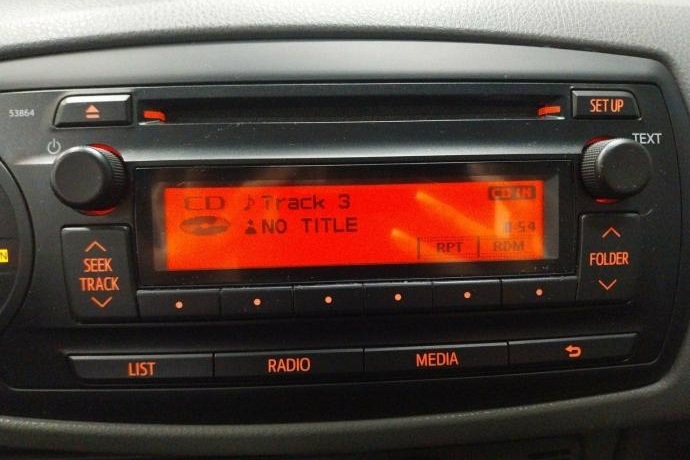 53864
SET UP
TEXT
CD Track 3 CD IN
NO TITLE
RPT RDM
SEEK
TRACK
FOLDER
LIST RADIO MEDIA